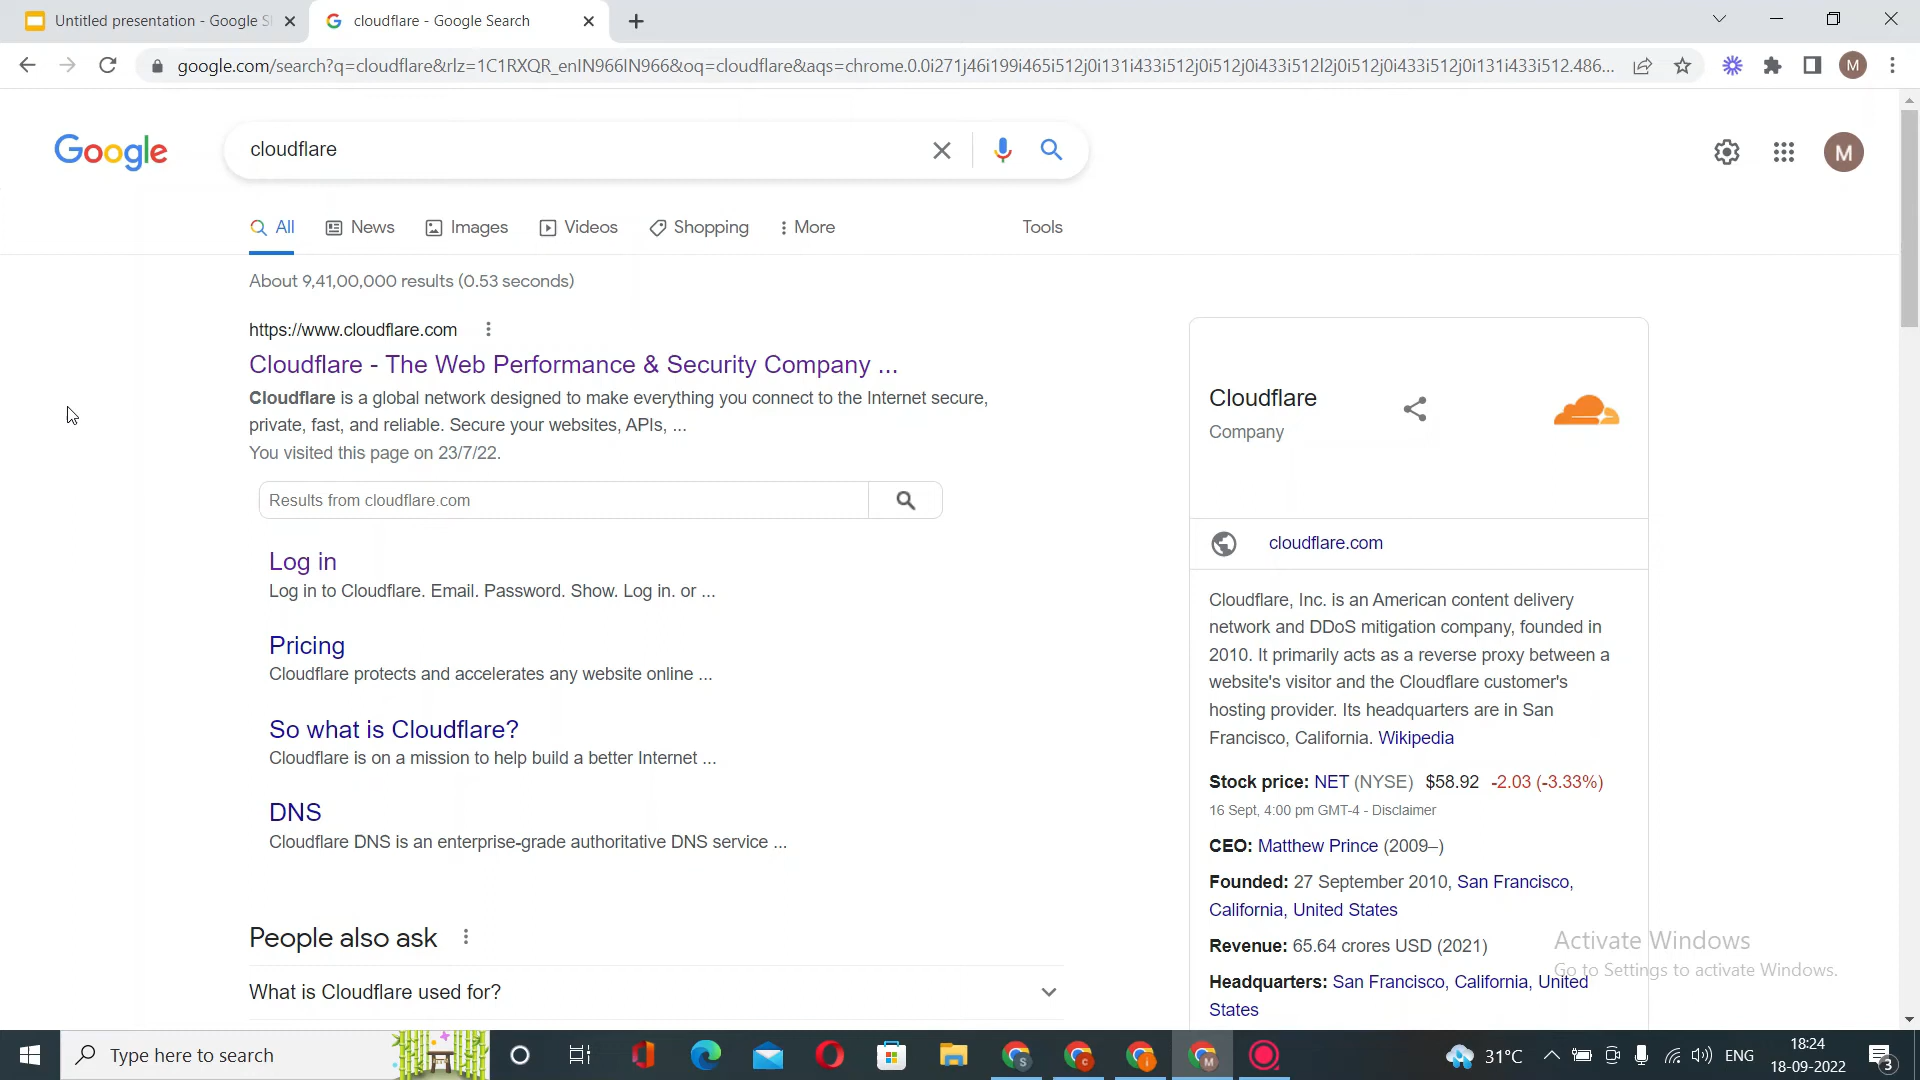 Untitled presentation - Google Sl
cloudflare - Google Search
google.com/search?q=cloudflare&rlz=1C1RXQR_enIN966IN966&oq=cloudflare&aqs=chrome.0.0i271j46i199i465i512j0i131i433i512j0i512j0i433i512l2j0i512j0i433i512j0i131i433i512.486...
M
Google
cloudflare
M
All
News
Images
Videos
Shopping
More
Tools
About 9,41,00,000 results (0.53 seconds)
https://www.cloudflare.com
Cloudflare - The Web Performance & Security Company ...
Cloudflare is a global network designed to make everything you connect to the Internet secure,
private, fast, and reliable. Secure your websites, APIs, ...
You visited this page on 23/7/22.
Results from cloudflare.com
Log in
Log in to Cloudflare. Email. Password. Show. Log in. or ...
Pricing
Cloudflare protects and accelerates any website online ...
So what is Cloudflare?
Cloudflare is on a mission to help build a better Internet ...
DNS
Cloudflare DNS is an enterprise-grade authoritative DNS service ...
People also ask
What is Cloudflare used for?
Cloudflare
Company
cloudflare.com
Cloudflare, Inc. is an American content delivery
network and DDoS mitigation company, founded in
2010. It primarily acts as a reverse proxy between a
website's visitor and the Cloudflare customer's
hosting provider. Its headquarters are in San
Francisco, California. Wikipedia
Stock price: NET (NYSE) $58.92 -2.03 (-3.33%)
16 Sept, 4:00 pm GMT-4 - Disclaimer
CEO: Matthew Prince (2009–)
Founded: 27 September 2010, San Francisco,
California, United States
Revenue: 65.64 crores USD (2021)
Headquarters: San Francisco, California, United
States
Activate Windows
Go to Settings to activate Windows.
Type here to search
S
c
i
M
31°C
ENG
18:24
18-09-2022
3